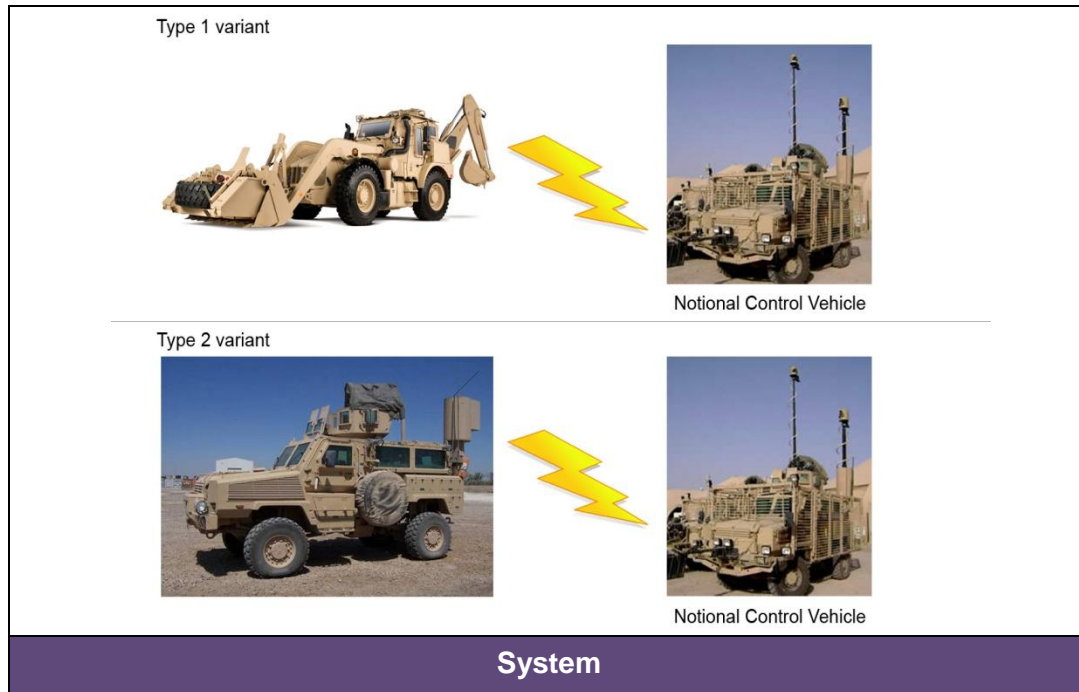 Type 1 variant
Notional Control Vehicle
Type 2 variant
Notional Control Vehicle
System